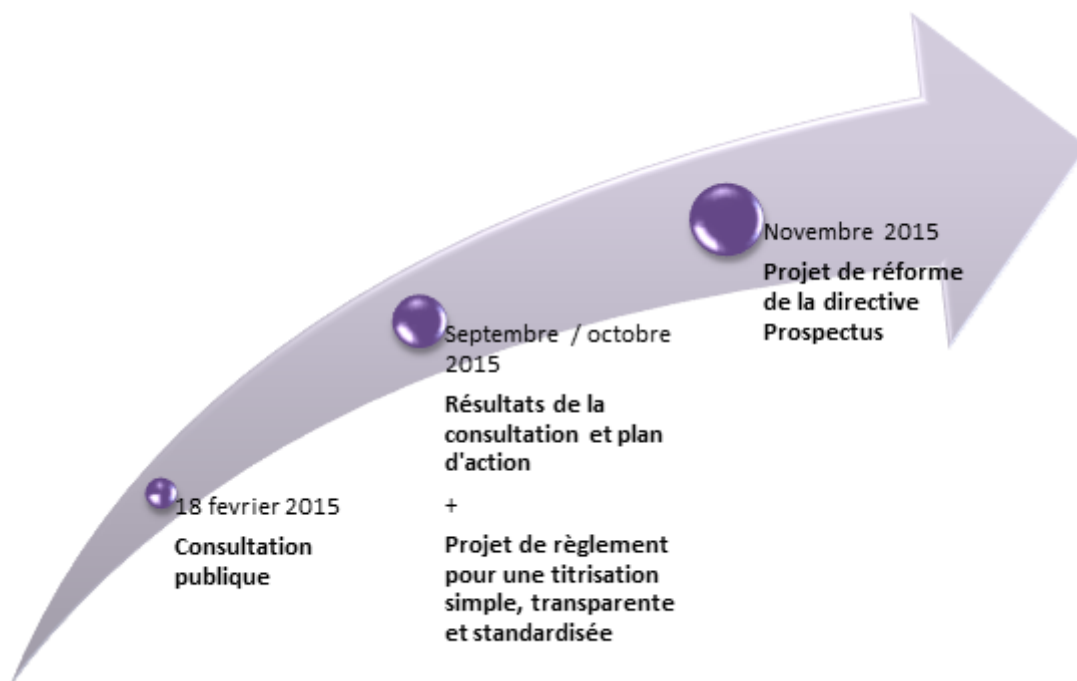 18 fevrier 2015
Consultation
publique
Septembre / octobre
2015
Résultats de la
consultation et plan
d'action
+
Projet de règlement
pour une titrisation
simple, transparente
et standardisée
Novembre 2015
Projet de réforme
de la directive
Prospectus